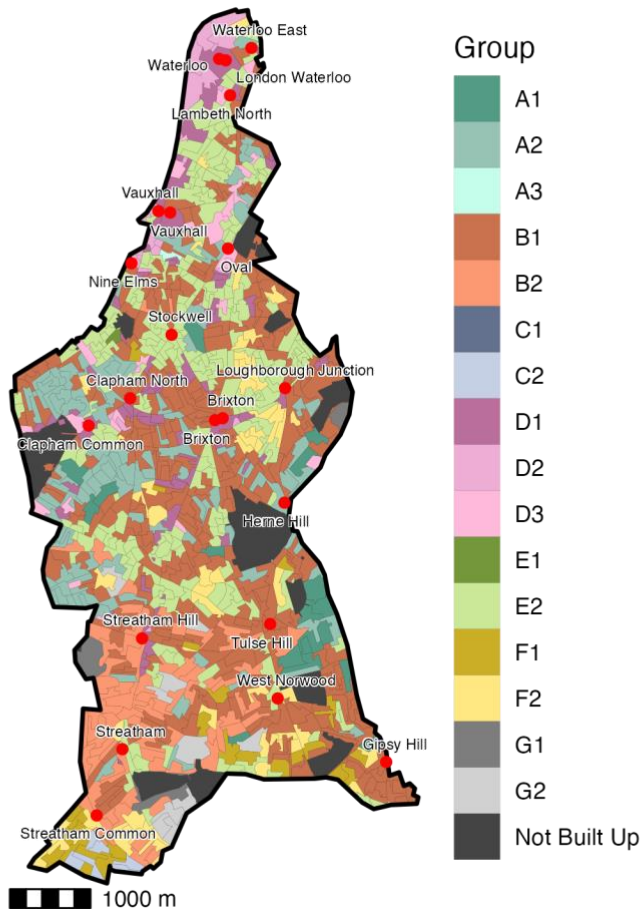 Waterloo East
Waterloo
London Waterloo
Lambeth North
Vauxhall
Vauxhall
Oval
Nine Elms
Stockwell
Loughborough Junction
Clapham North
Brixton
Clapham Common
Brixton
Herne Hill
Streatham Hill
Tulse Hill
West Norwood
Streatham
Gipsy Hill
Streatham Common
1000 m
Group
A1
A2
A3
B1
B2
C1
C2
D1
D2
D3
E1
E2
F1
F2
G1
G2
Not Built Up